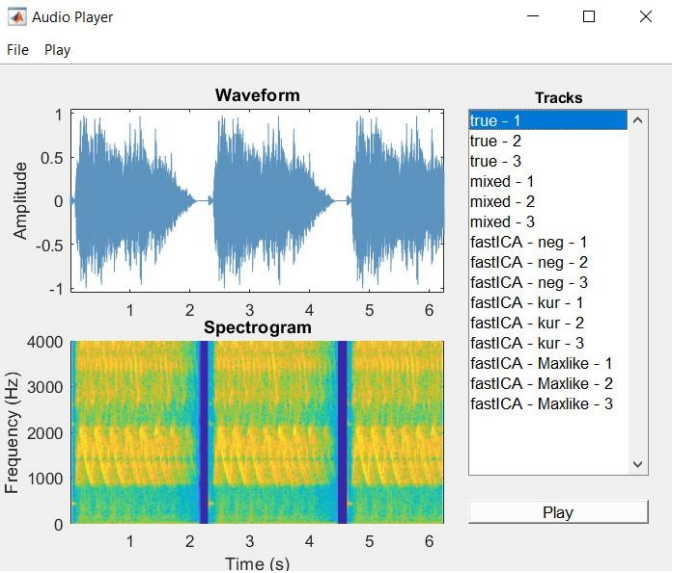 Audio Player
File Play
Waveform
1
0.5
0
-0.5
-1
Amplitude
1 2 3 4 5 6
Spectrogram
4000
3000
2000
1000
0
Frequency (Hz)
1 2 3 4 5 6
Time (s)
Tracks
true - 1
true - 2
true - 3
mixed - 1
mixed - 2
mixed - 3
fastICA - neg - 1
fastICA - neg - 2
fastICA - neg - 3
fastICA - kur - 1
fastICA - kur - 2
fastICA - kur - 3
fastICA - Maxlike - 1
fastICA - Maxlike - 2
fastICA - Maxlike - 3
Play